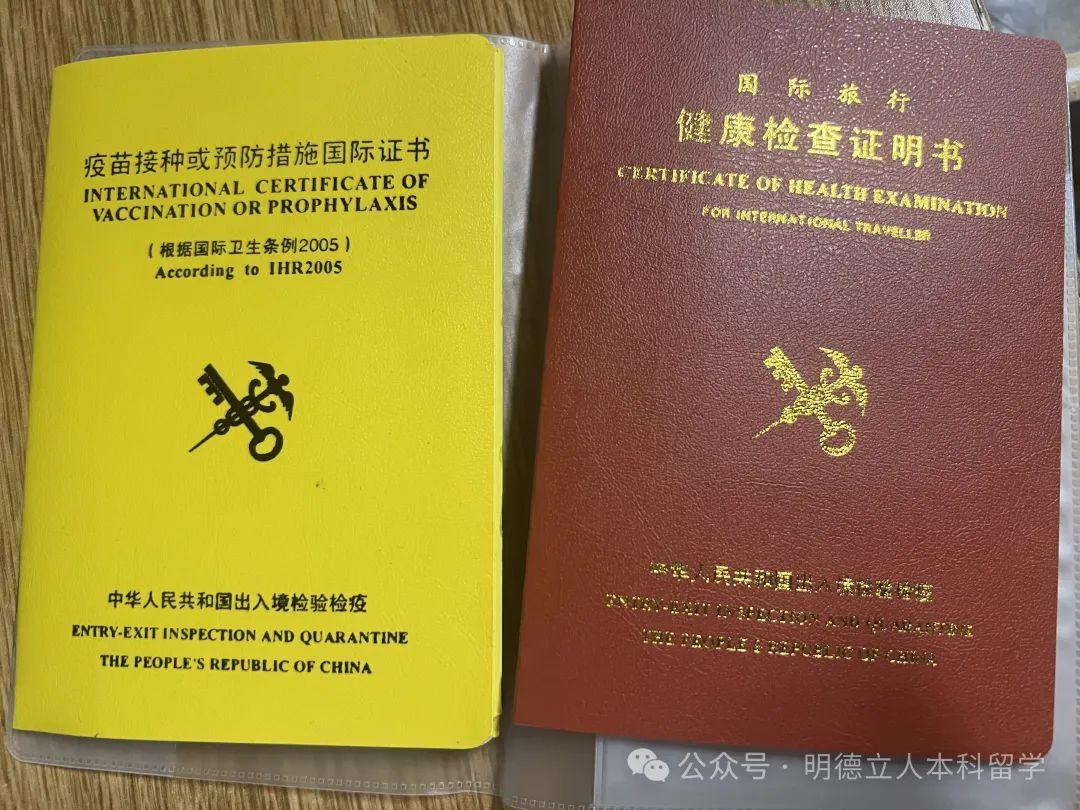 疫苗接种或预防措施国际证书
INTERNATIONAL CERTIFICATE OF
VACCINATION OR PROPHYLAXIS
(根据国际卫生条例2005)
According to IHR2005
中华人民共和国出入境检验检疫
ENTRY-EXIT INSPECTION AND QUARANTINE
THE PEOPLE'S REPUBLIC OF CHINA
国际旅行
健康检查证明书
CERTIFICATE OF HEALTH EXAMINATION
FOR INTERNATIONAL TRAVELLER
中华人民共和国出入境检验检疫
ENTRY-EXIT INSPECTION AND QUARANTINE
THE PEOPLE'S REPUBLIC OF CHINA
公众号·明德立人本科留学